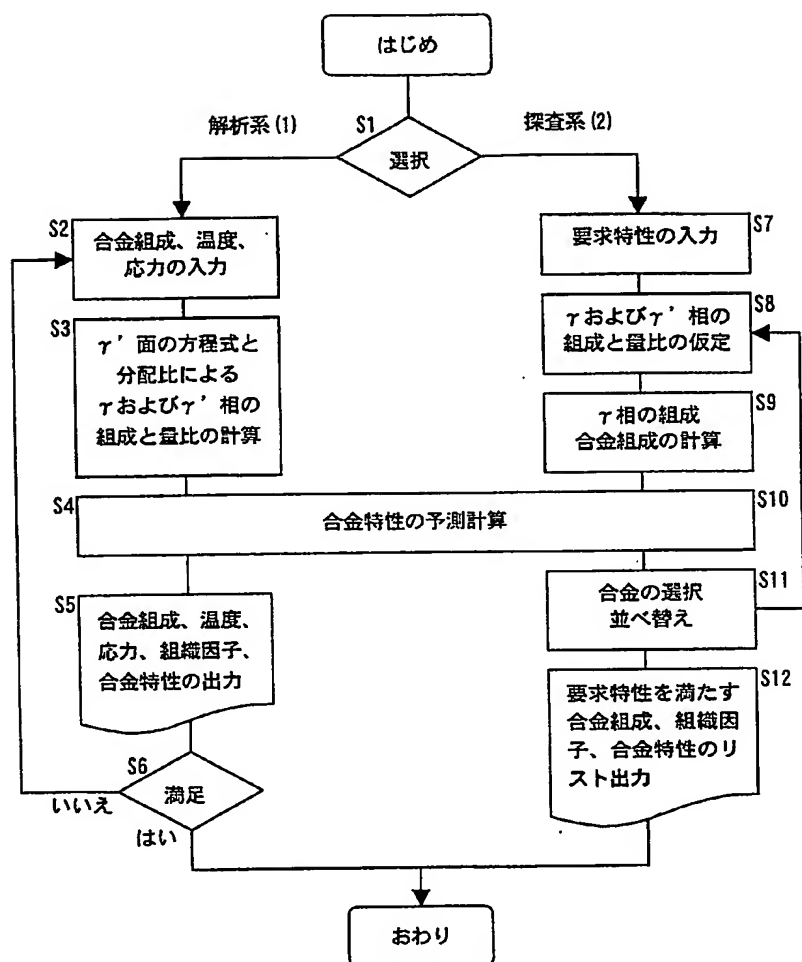 はじめ
解析系(1)
S1
探査系(2)
選択
S2
合金組成、温度、
応力の入力
要求特性の入力
S7
S3
γ'面の方程式と
分配比による
γおよびγ'相の
組成と量比の計算
S8
γおよびγ'相の
組成と量比の仮定
S9
γ相の組成
合金組成の計算
S4
合金特性の予測計算
S10
S5
合金組成、温度、
応力、組織因子、
合金特性の出力
合金の選択
並べ替え
S11
S12
要求特性を満たす
合金組成、組織因
子、合金特性のリ
スト出力
S6
満足
いいえ
はい
おわり